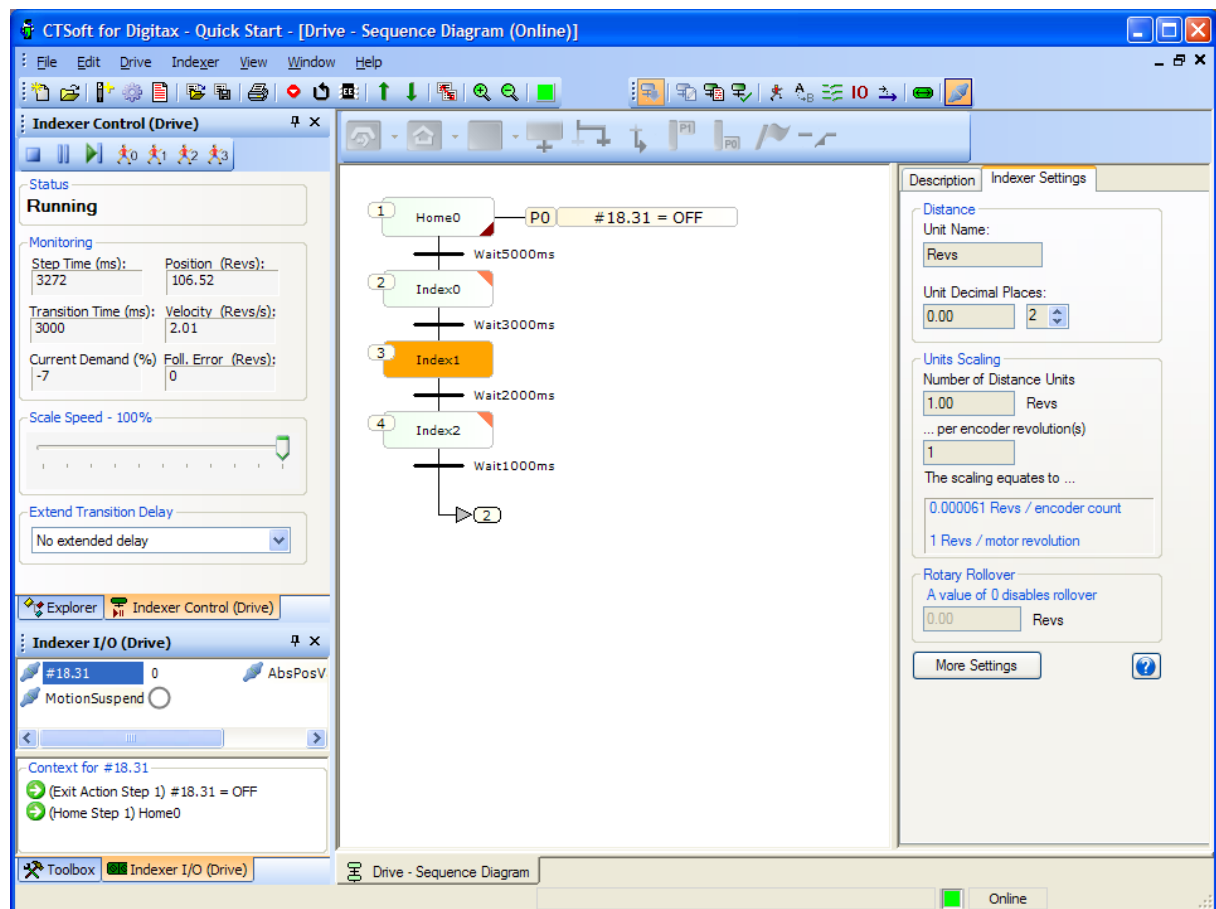 CTSoft for Digitax - Quick Start - [Drive - Sequence Diagram (Online)]
File Edit Drive Indexer View Window Help
A B IO
Indexer Control (Drive)
0 1 2 3
P1 P0
Status
Running
Monitoring
Step Time (ms): Position (Revs):
3272 106.52
Transition Time (ms): Velocity (Revs/s):
3000 2.01
Current Demand (%) Foll. Error (Revs):
-7 0
Scale Speed - 100%
Extend Transition Delay
No extended delay
Explorer Indexer Control (Drive)
Indexer I/O (Drive)
#18.31 0 AbsPosV
MotionSuspend
Context for #18.31
(Exit Action Step 1) #18.31 = OFF
(Home Step 1) Home0
Toolbox Indexer I/O (Drive)
1 Home0 P0 #18.31 = OFF
Wait5000ms
2 Index0
Wait3000ms
3 Index1
Wait2000ms
4 Index2
Wait1000ms
2
Drive - Sequence Diagram
Description Indexer Settings
Distance
Unit Name:
Revs
Unit Decimal Places:
0.00 2
Units Scaling
Number of Distance Units
1.00 Revs
... per encoder revolution(s)
1
The scaling equates to ...
0.000061 Revs / encoder count
1 Revs / motor revolution
Rotary Rollover
A value of 0 disables rollover
0.00 Revs
More Settings ?
Online